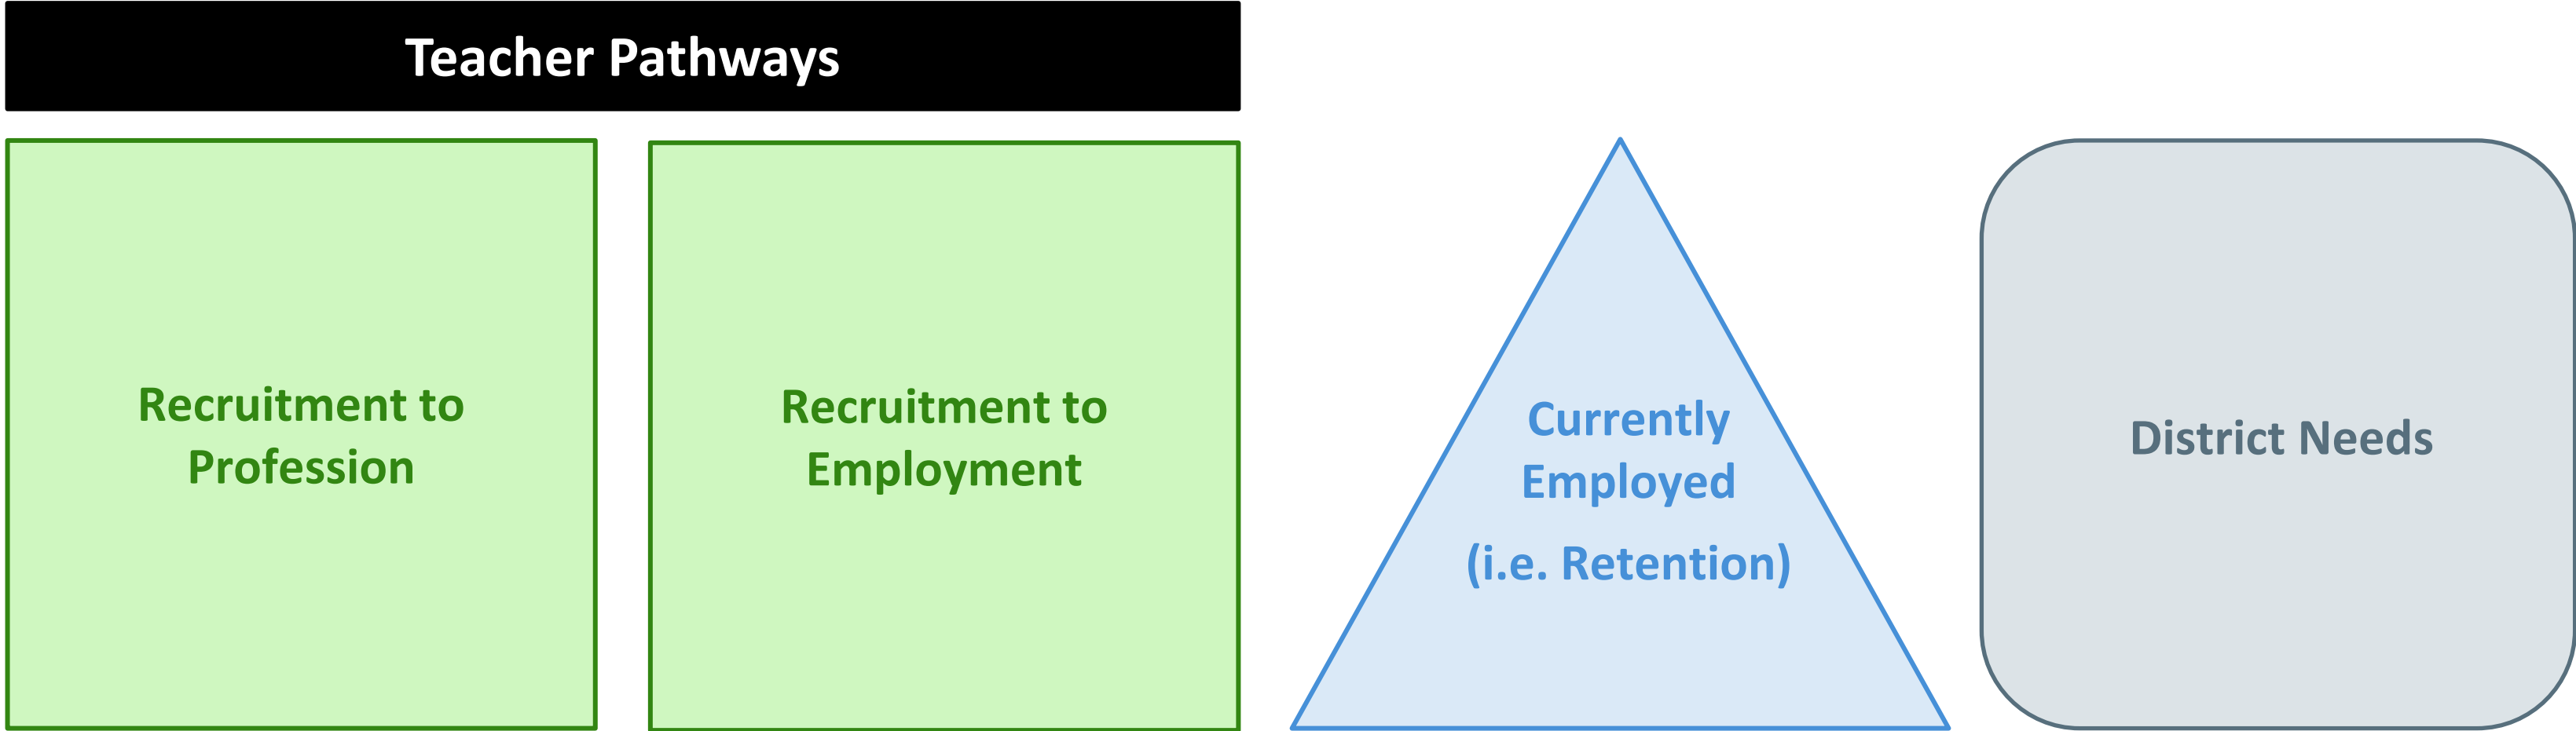 Teacher Pathways
Recruitment to
Profession
Recruitment to
Employment
Currently
Employed
(i.e. Retention)
District Needs